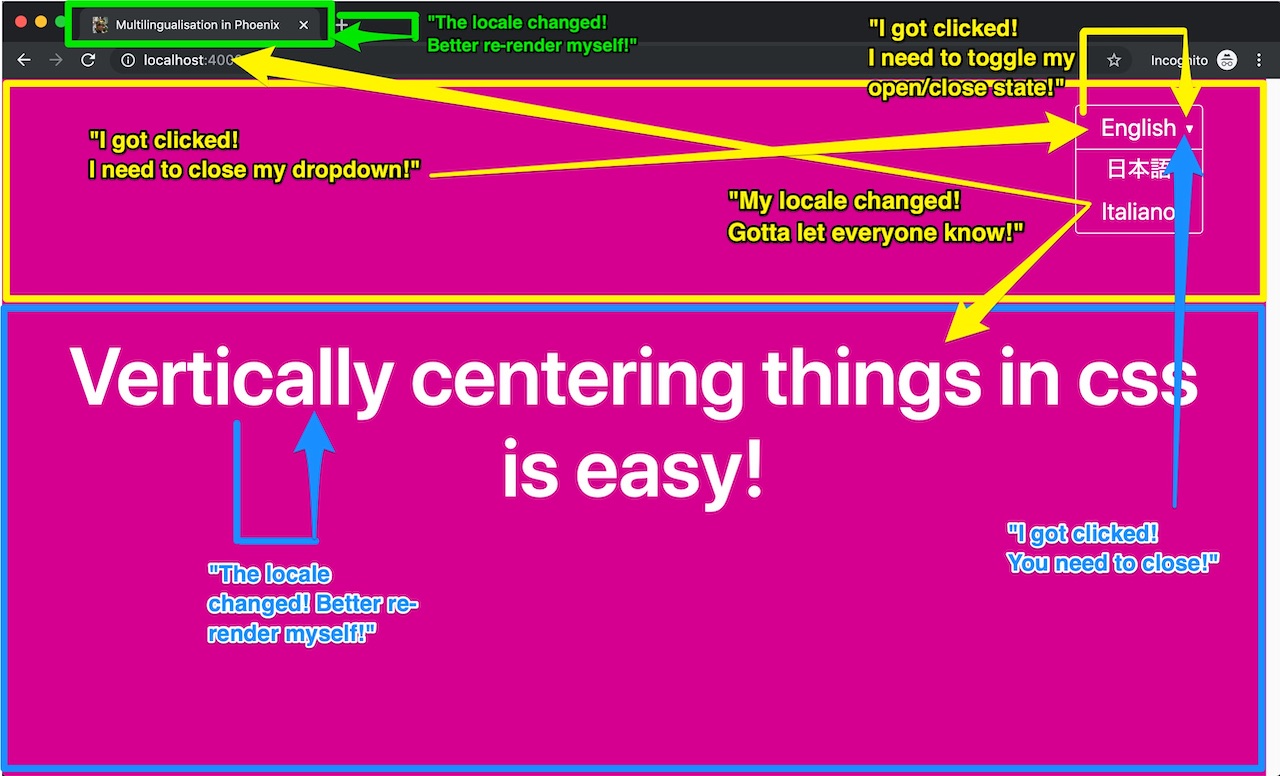 Multilingualisation in Phoenix
"The locale changed!
Better re-render myself!"
"I got clicked!
I need to toggle my
open/close state!"
localhost:400
Incognito
"I got clicked!
I need to close my dropdown!"
English
日本語
Italiano
"My locale changed!
Gotta let everyone know!"
Vertically centering things in css
is easy!
"I got clicked!
You need to close!"
"The locale
changed! Better re-
render myself!"